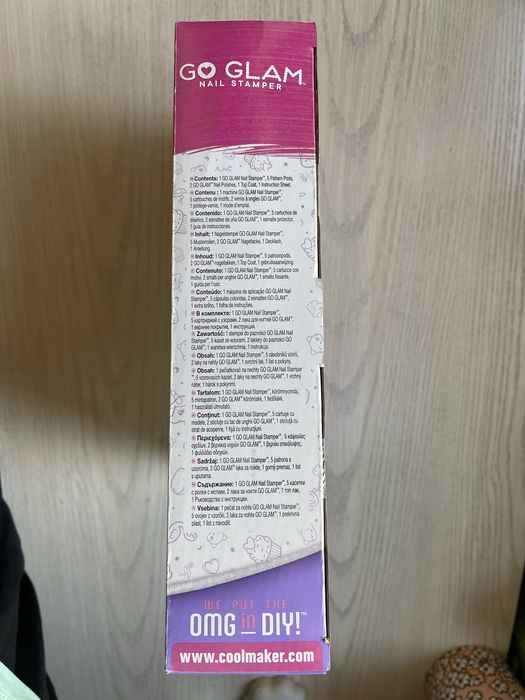 GO GLAM™
NAIL STAMPER
Contents: 1 GO GLAM Nail Stamper™, 5 Pattern Pods,
2 GO GLAM™ Nail Polishes, 1 Top Coat, 1 Instruction Sheet.
Contenu : 1 machine GO GLAM Nail Stamper™,
5 cartouches de motifs, 2 vernis à ongles GO GLAM™,
1 protège-vernis, 1 mode d'emploi.
Contenido: 1 GO GLAM Nail Stamper™, 5 cartuchos de
diseños, 2 esmaltes de uña GO GLAM™, 1 esmalte protector,
1 guía de instrucciones.
Inhalt: 1 Nagelstempel GO GLAM Nail Stamper™,
5 Musterrollen, 2 GO GLAM™ Nagellacke, 1 Decklack,
1 Anleitung.
Inhoud: 1 GO GLAM Nail Stamper™, 5 patroonpods,
2 GO GLAM™-nagellakken, 1 Top Coat, 1 gebruiksaanwijzing.
Contenuto: 1 GO GLAM Nail Stamper™, 5 cartucce con
motivi, 2 smalti per unghie GO GLAM™, 1 smalto fissante,
1 guida per l'uso.
Conteúdo: 1 máquina de aplicação GO GLAM Nail
Stamper™, 5 cápsulas coloridas, 2 esmaltes GO GLAM™,
1 extra brilho, 1 folha de instruções.
В комплекте: 1 GO GLAM Nail Stamper™,
5 картриджей с узорами, 2 лака для ногтей GO GLAM™,
1 верхнее покрытие, 1 инструкция.
Zawartość: 1 stempel do paznokci GO GLAM Nail
Stamper™, 5 kaset ze wzorami, 2 lakiery do paznokci GO
GLAM™, 1 warstwa wierzchnia, 1 instrukcja.
Obsah: 1 GO GLAM Nail Stamper™, 5 zásobníků vzorů,
2 laky na nehty GO GLAM™, 1 svrchní lak, 1 list s pokyny.
Obsah: 1 pečiatkovač na nechty GO GLAM Nail Stamper
™, 5 vzorovacích kaziet, 2 laky na nechty GO GLAM™, 1 vrchný
náter, 1 hárok s pokynmi.
Tartalom: 1 GO GLAM Nail Stamper™, körömnyomda,
5 mintapatron, 2 GO GLAM™ körömlakk, 1 fedőlakk,
1 használati útmutató.
Conținut: 1 GO GLAM Nail Stamper™, 5 cartușe cu
modele, 2 sticluțe cu lac de unghii GO GLAM™, 1 sticluță cu
strat de acoperire, 1 fișă cu instrucțiuni.
Περιεχόμενα: 1 GO GLAM Nail Stamper™, 5 κάψουλες
σχεδίων, 2 βερνίκια νυχιών GO GLAM™, 1 βερνίκι επικάλυψης,
1 φυλλάδιο οδηγιών.
Sadržaj: 1 GO GLAM Nail Stamper™, 5 patrona s
uzorcima, 2 GO GLAM™ laka za nokte, 1 gornji premaz, 1 list
s uputama.
Съдържание: 1 GO GLAM Nail Stamper™, 5 касетки
с ролки с мотиви, 2 лака за нокти GO GLAM™, 1 топ лак,
1 Ръководство с инструкции.
Vsebina: 1 pečat za nohte GO GLAM Nail Stamper™,
5 ovojev z vzorčki, 2 laka za nohte GO GLAM™, 1 prekrivna
plast, 1 list z navodili.
WE PUT THE
OMG in DIY!™
www.coolmaker.com